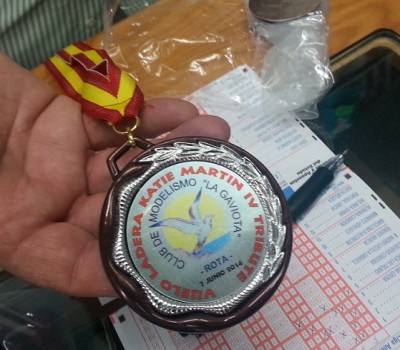 VUELO LADERA KATIE MARTIN IV TRIBUTE
CLUB DE MODELISMO "LA GAVIOTA"
- ROTA -
7 JUNIO 2014